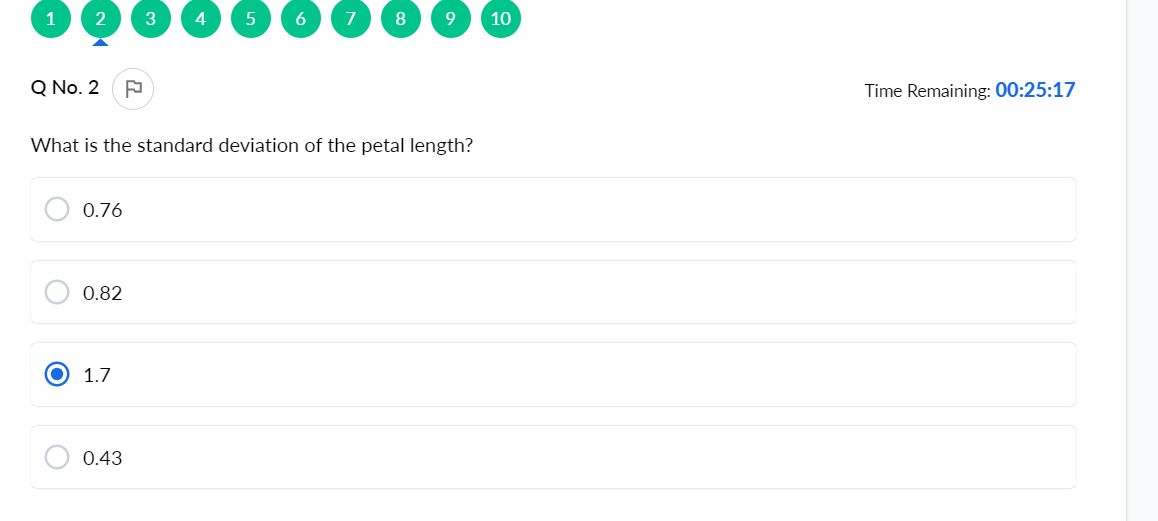 1 2 3 4 5 6 7 8 9 10
Q No. 2
Time Remaining: 00:25:17
What is the standard deviation of the petal length?
0.76
0.82
1.7
0.43